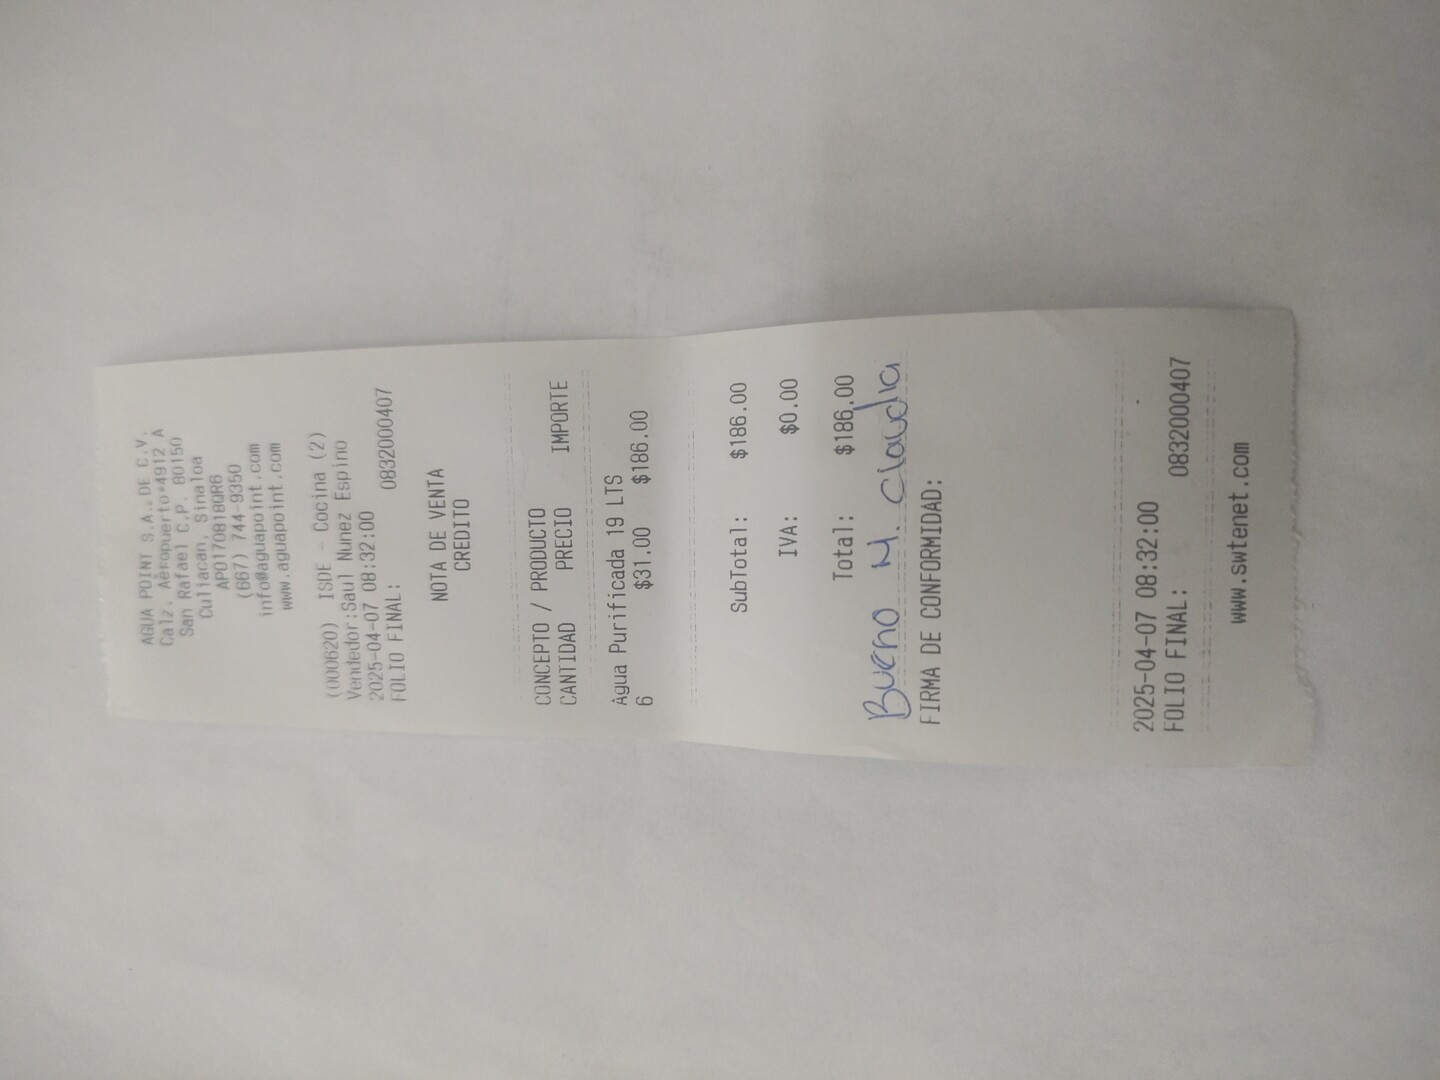 AGUA POINT S.A. DE C.V.
Calz. Aeropuerto 4912 A
San Rafael C.P. 80150
Culiacan, Sinaloa
APO170818QR6
(667) 744-9350
info@aguapoint.com
www.aguapoint.com
(000620) ISDE - Cocina (2)
Vendedor:Saul Nunez Espino
2025-04-07 08:32:00
FOLIO FINAL: 0832000407
NOTA DE VENTA
CREDITO
CONCEPTO / PRODUCTO
CANTIDAD PRECIO IMPORTE
Agua Purificada 19 LTS
6 $31.00 $186.00
SubTotal: $186.00
IVA: $0.00
Total: $186.00
Bueno M. Claudia
FIRMA DE CONFORMIDAD:
2025-04-07 08:32:00
FOLIO FINAL: 0832000407
www.swtenet.com